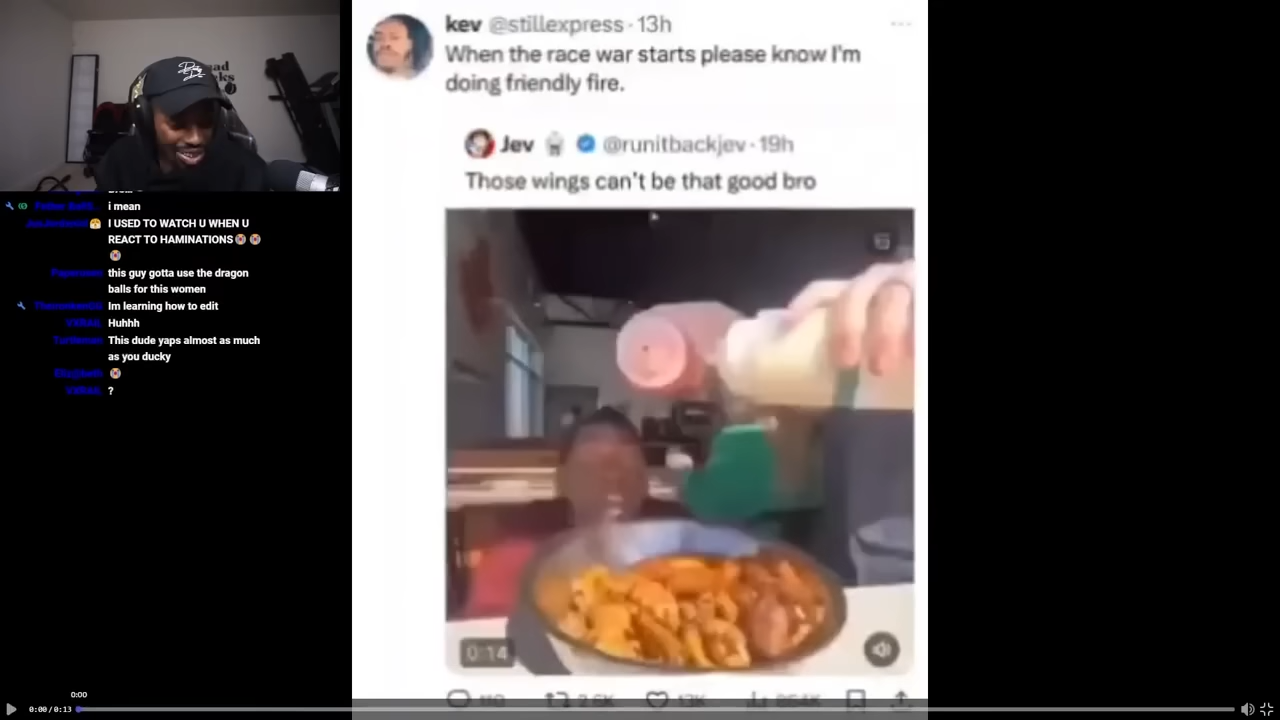 kev @stillexpress · 13h
When the race war starts please know I'm
doing friendly fire.
Jev @runitbackjev · 19h
Those wings can't be that good bro
0:14
i mean
I USED TO WATCH U WHEN U
REACT TO HAMINATIONS
Paperman this guy gotta use the dragon
balls for this women
Im learning how to edit
VXRAIL Huhhh
This dude yaps almost as much
as you ducky
VXRAIL ?
0:00
0:00 / 0:13